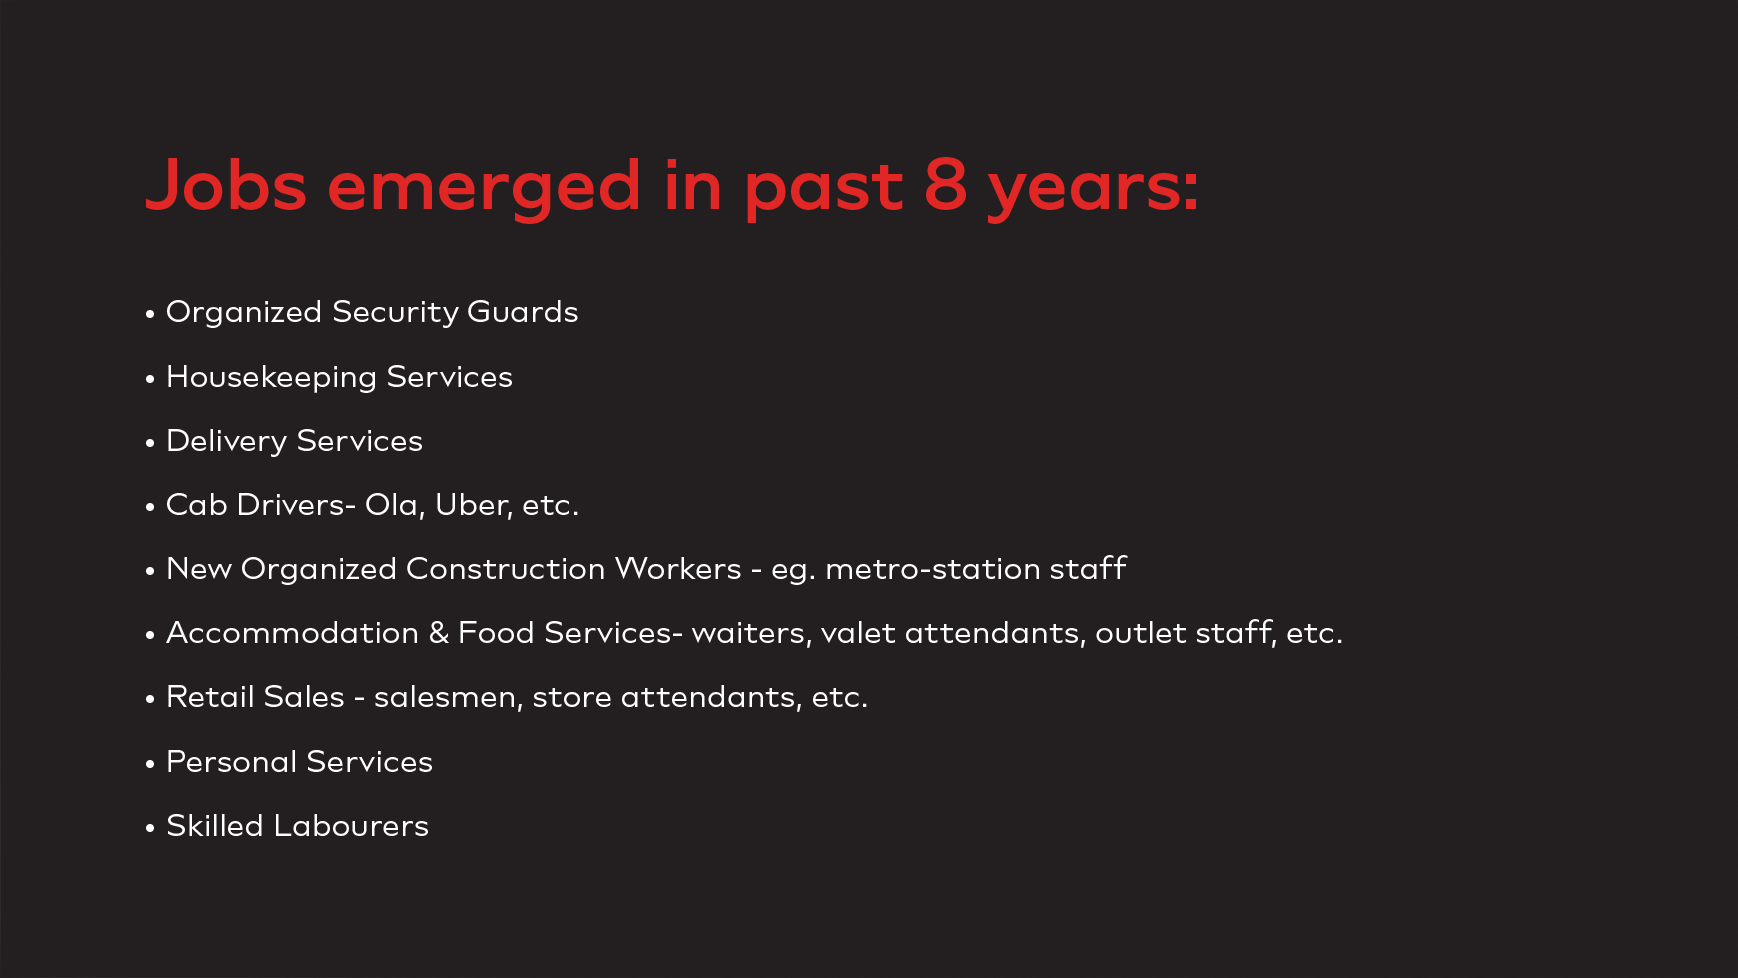 Jobs emerged in past 8 years:
• Organized Security Guards
• Housekeeping Services
• Delivery Services
• Cab Drivers- Ola, Uber, etc.
• New Organized Construction Workers - eg. metro-station staff
• Accommodation & Food Services- waiters, valet attendants, outlet staff, etc.
• Retail Sales - salesmen, store attendants, etc.
• Personal Services
• Skilled Labourers